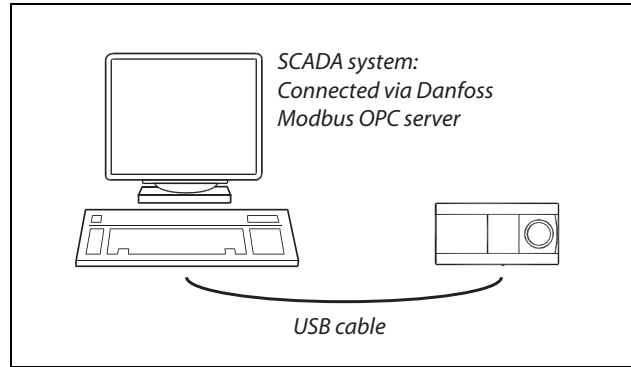 SCADA system:
Connected via Danfoss
Modbus OPC server
USB cable